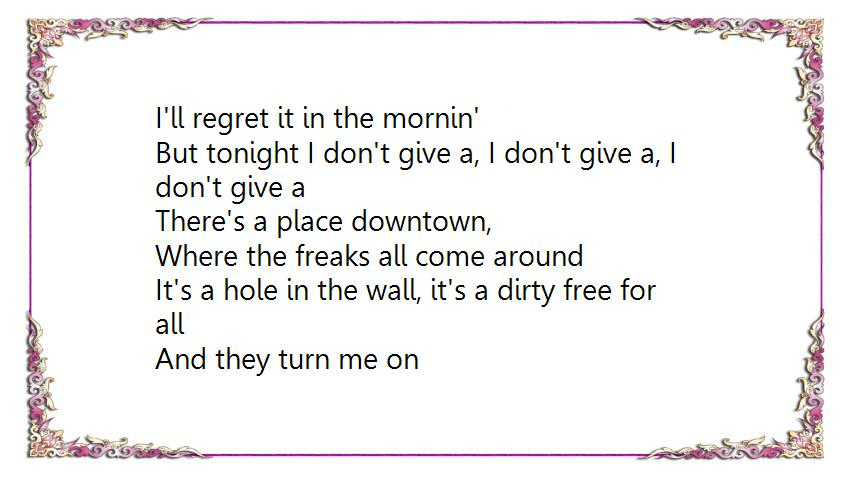 I'll regret it in the mornin'
But tonight I don't give a, I don't give a, I
don't give a
There's a place downtown,
Where the freaks all come around
It's a hole in the wall, it's a dirty free for
all
And they turn me on